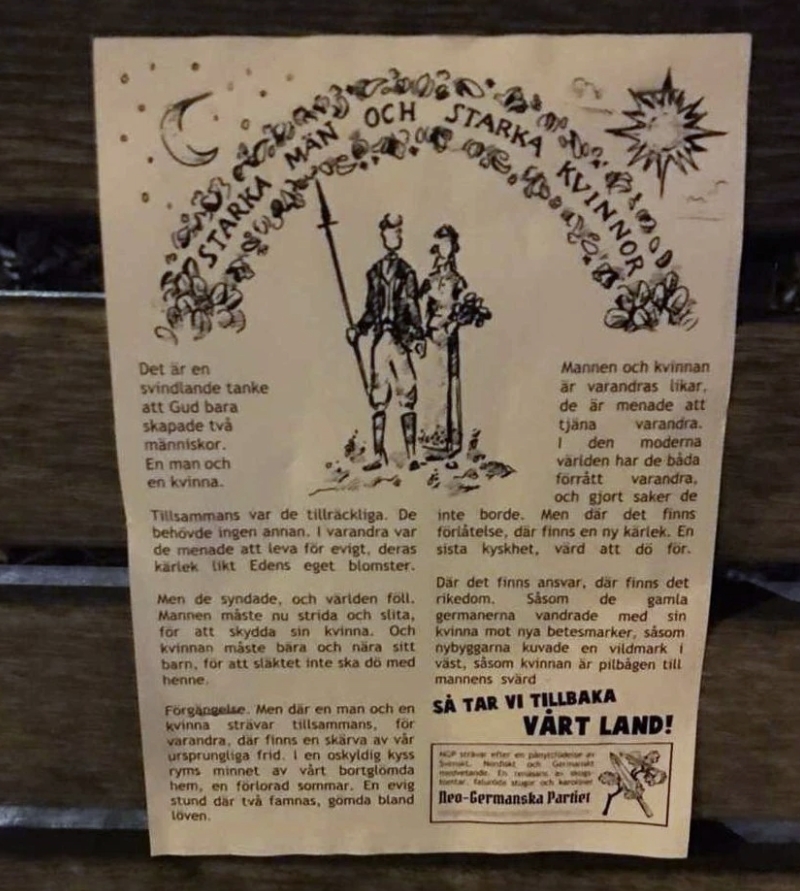 STARKA MÄN OCH STARKA KVINNOR
Det är en
svindlande tanke
att Gud bara
skapade två
människor.
En man och
en kvinna.
Tillsammans var de tillräckliga. De
behövde ingen annan. I varandra var
de menade att leva för evigt, deras
kärlek likt Edens eget blomster.
Men de syndade, och världen föll.
Mannen måste nu strida och slita,
för att skydda sin kvinna. Och
kvinnan måste bära och nära sitt
barn, för att släktet inte ska dö med
henne.
Förgängelse. Men där en man och en
kvinna strävar tillsammans, för
varandra, där finns en skärva av vår
ursprungliga frid. I en oskyldig kyss
ryms minnet av vårt bortglömda
hem, en förlorad sommar. En evig
stund där två famnas, gömda bland
löven.
Mannen och kvinnan
är varandras likar,
de är menade att
tjäna varandra.
I den moderna
världen har de båda
förrått varandra,
och gjort saker de
inte borde. Men där det finns
förlåtelse, där finns en ny kärlek. En
sista kyskhet, värd att dö för.
Där det finns ansvar, där finns det
rikedom. Såsom de gamla
germanerna vandrade med sin
kvinna mot nya betesmarker, såsom
nybyggarna kuvade en vildmark i
väst, såsom kvinnan är pilbågen till
mannens svärd
SÅ TAR VI TILLBAKA
VÅRT LAND!
NGP strävar efter en pånyttfödelse av
Svenskt, Nordiskt och Germanskt
medvetande. En renässans av skogs
tomtar, faluröda stugor och karoliner
Neo-Germanska Partiet